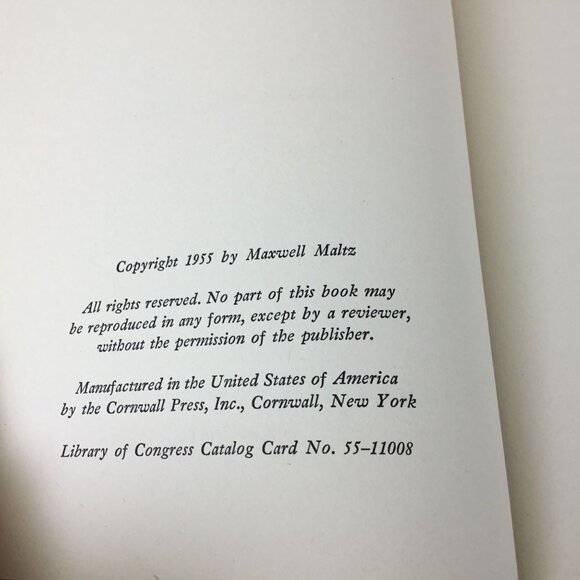 Copyright 1955 by Maxwell Maltz
All rights reserved. No part of this book may
be reproduced in any form, except by a reviewer,
without the permission of the publisher.
Manufactured in the United States of America
by the Cornwall Press, Inc., Cornwall, New York
Library of Congress Catalog Card No. 55–11008